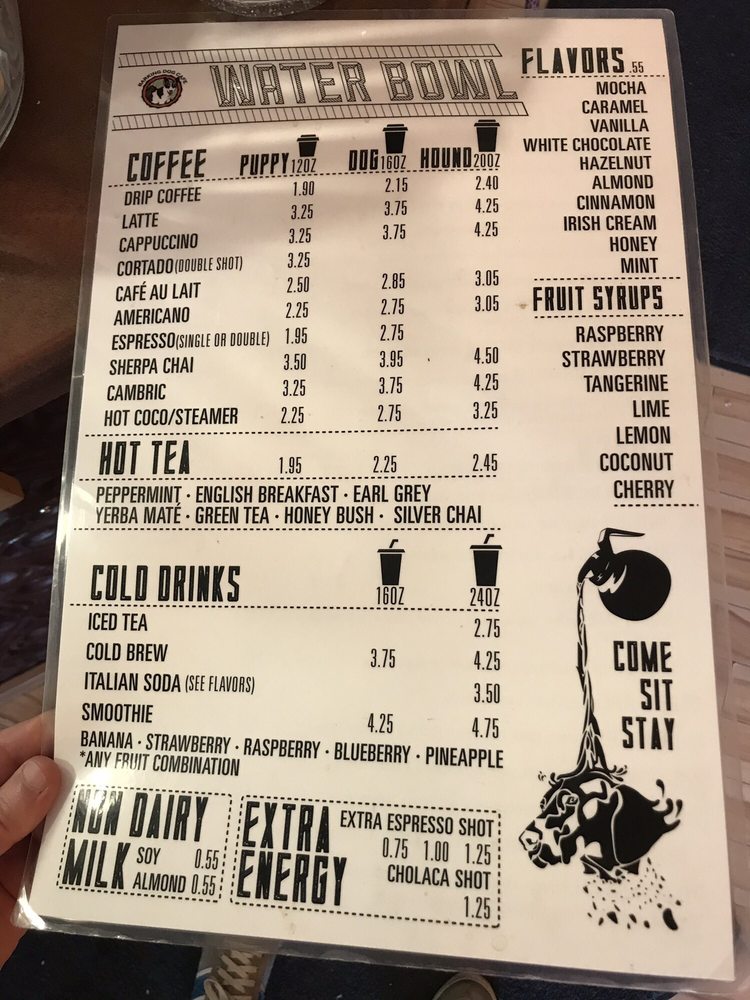 BARKING DOG CAFE
WATER BOWL
COFFEE PUPPY 12OZ DOG 16OZ HOUND 20OZ
DRIP COFFEE 1.90 2.15 2.40
LATTE 3.25 3.75 4.25
CAPPUCCINO 3.25 3.75 4.25
CORTADO (DOUBLE SHOT) 3.25
CAFÉ AU LAIT 2.50 2.85 3.05
AMERICANO 2.25 2.75 3.05
ESPRESSO (SINGLE OR DOUBLE) 1.95 2.75
SHERPA CHAI 3.50 3.95 4.50
CAMBRIC 3.25 3.75 4.25
HOT COCO/STEAMER 2.25 2.75 3.25
HOT TEA 1.95 2.25 2.45
PEPPERMINT · ENGLISH BREAKFAST · EARL GREY
YERBA MATÉ · GREEN TEA · HONEY BUSH · SILVER CHAI
COLD DRINKS 16OZ 24OZ
ICED TEA 2.75
COLD BREW 3.75 4.25
ITALIAN SODA (SEE FLAVORS) 3.50
SMOOTHIE 4.25 4.75
BANANA · STRAWBERRY · RASPBERRY · BLUEBERRY · PINEAPPLE
*ANY FRUIT COMBINATION
NON DAIRY
MILK SOY 0.55
ALMOND 0.55
EXTRA
ENERGY
EXTRA ESPRESSO SHOT
0.75 1.00 1.25
CHOLACA SHOT
1.25
FLAVORS .55
MOCHA
CARAMEL
VANILLA
WHITE CHOCOLATE
HAZELNUT
ALMOND
CINNAMON
IRISH CREAM
HONEY
MINT
FRUIT SYRUPS
RASPBERRY
STRAWBERRY
TANGERINE
LIME
LEMON
COCONUT
CHERRY
COME
SIT
STAY